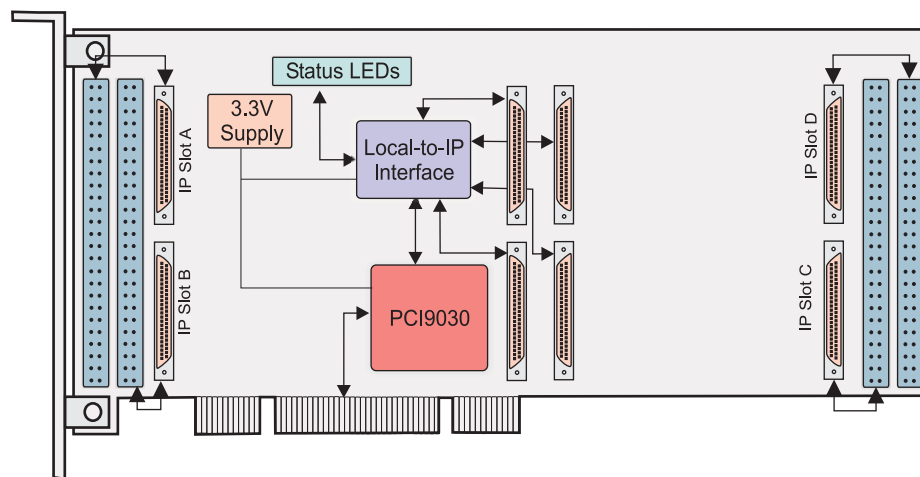 Status LEDs
3.3V
Supply
IP Slot A
Local-to-IP
Interface
IP Slot D
IP Slot B
PCI9030
IP Slot C